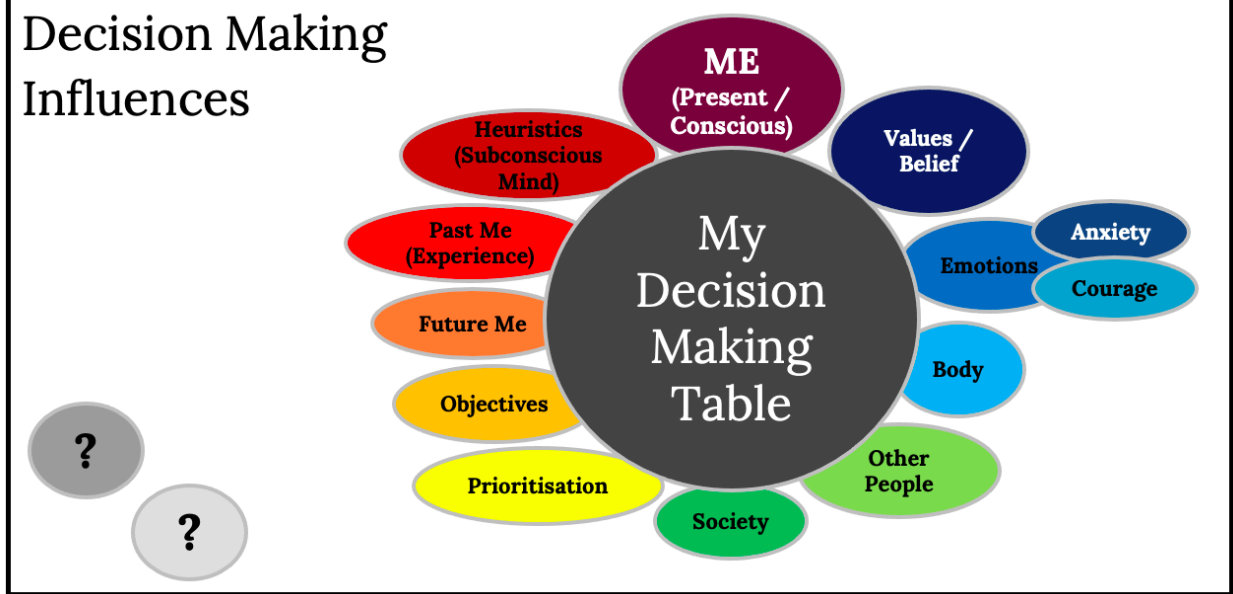 Decision Making
Influences
ME
(Present /
Conscious)
Values /
Belief
Anxiety
Emotions
Courage
Body
Other
People
Society
Prioritisation
Objectives
Future Me
Past Me
(Experience)
Heuristics
(Subconscious
Mind)
My
Decision
Making
Table
?
?